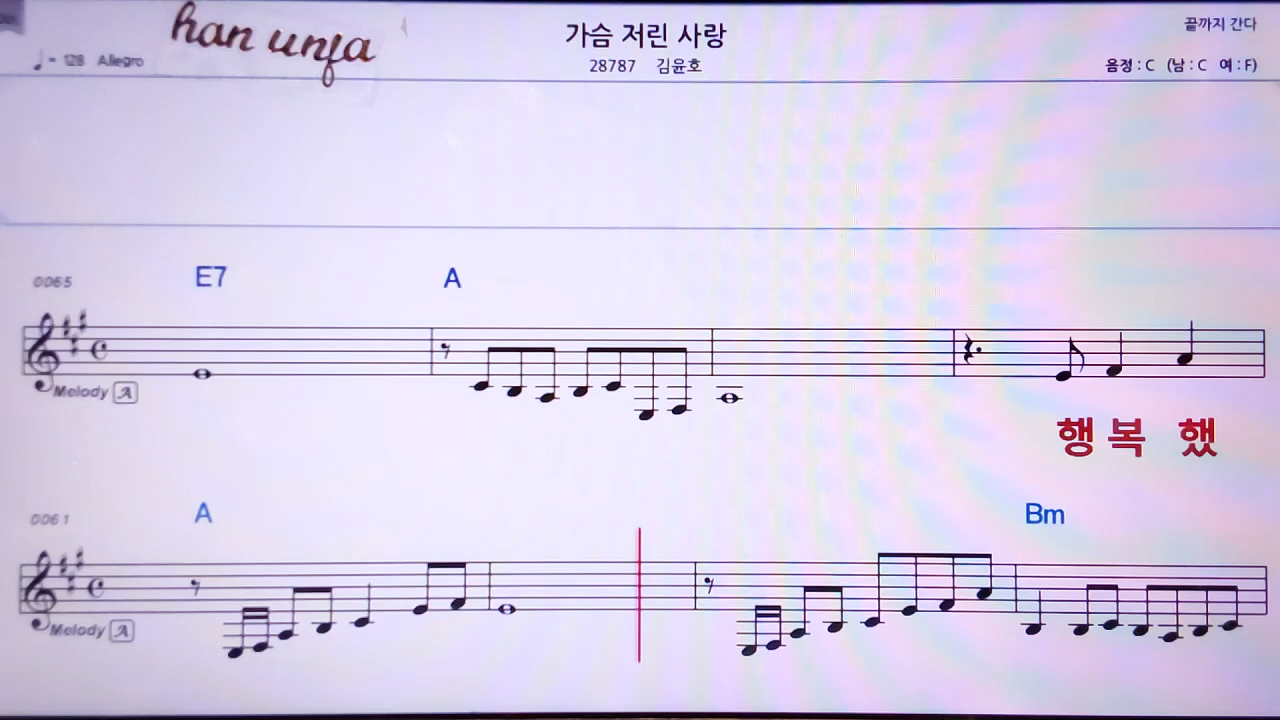 han unfa
가슴 저린 사랑
끝까지 간다
♩= 128 Allegro
28787 김윤호
음정 : C (남 : C 여 : F)
0065
E7 A
Melody A
행 복 했
0061
A Bm
Melody A